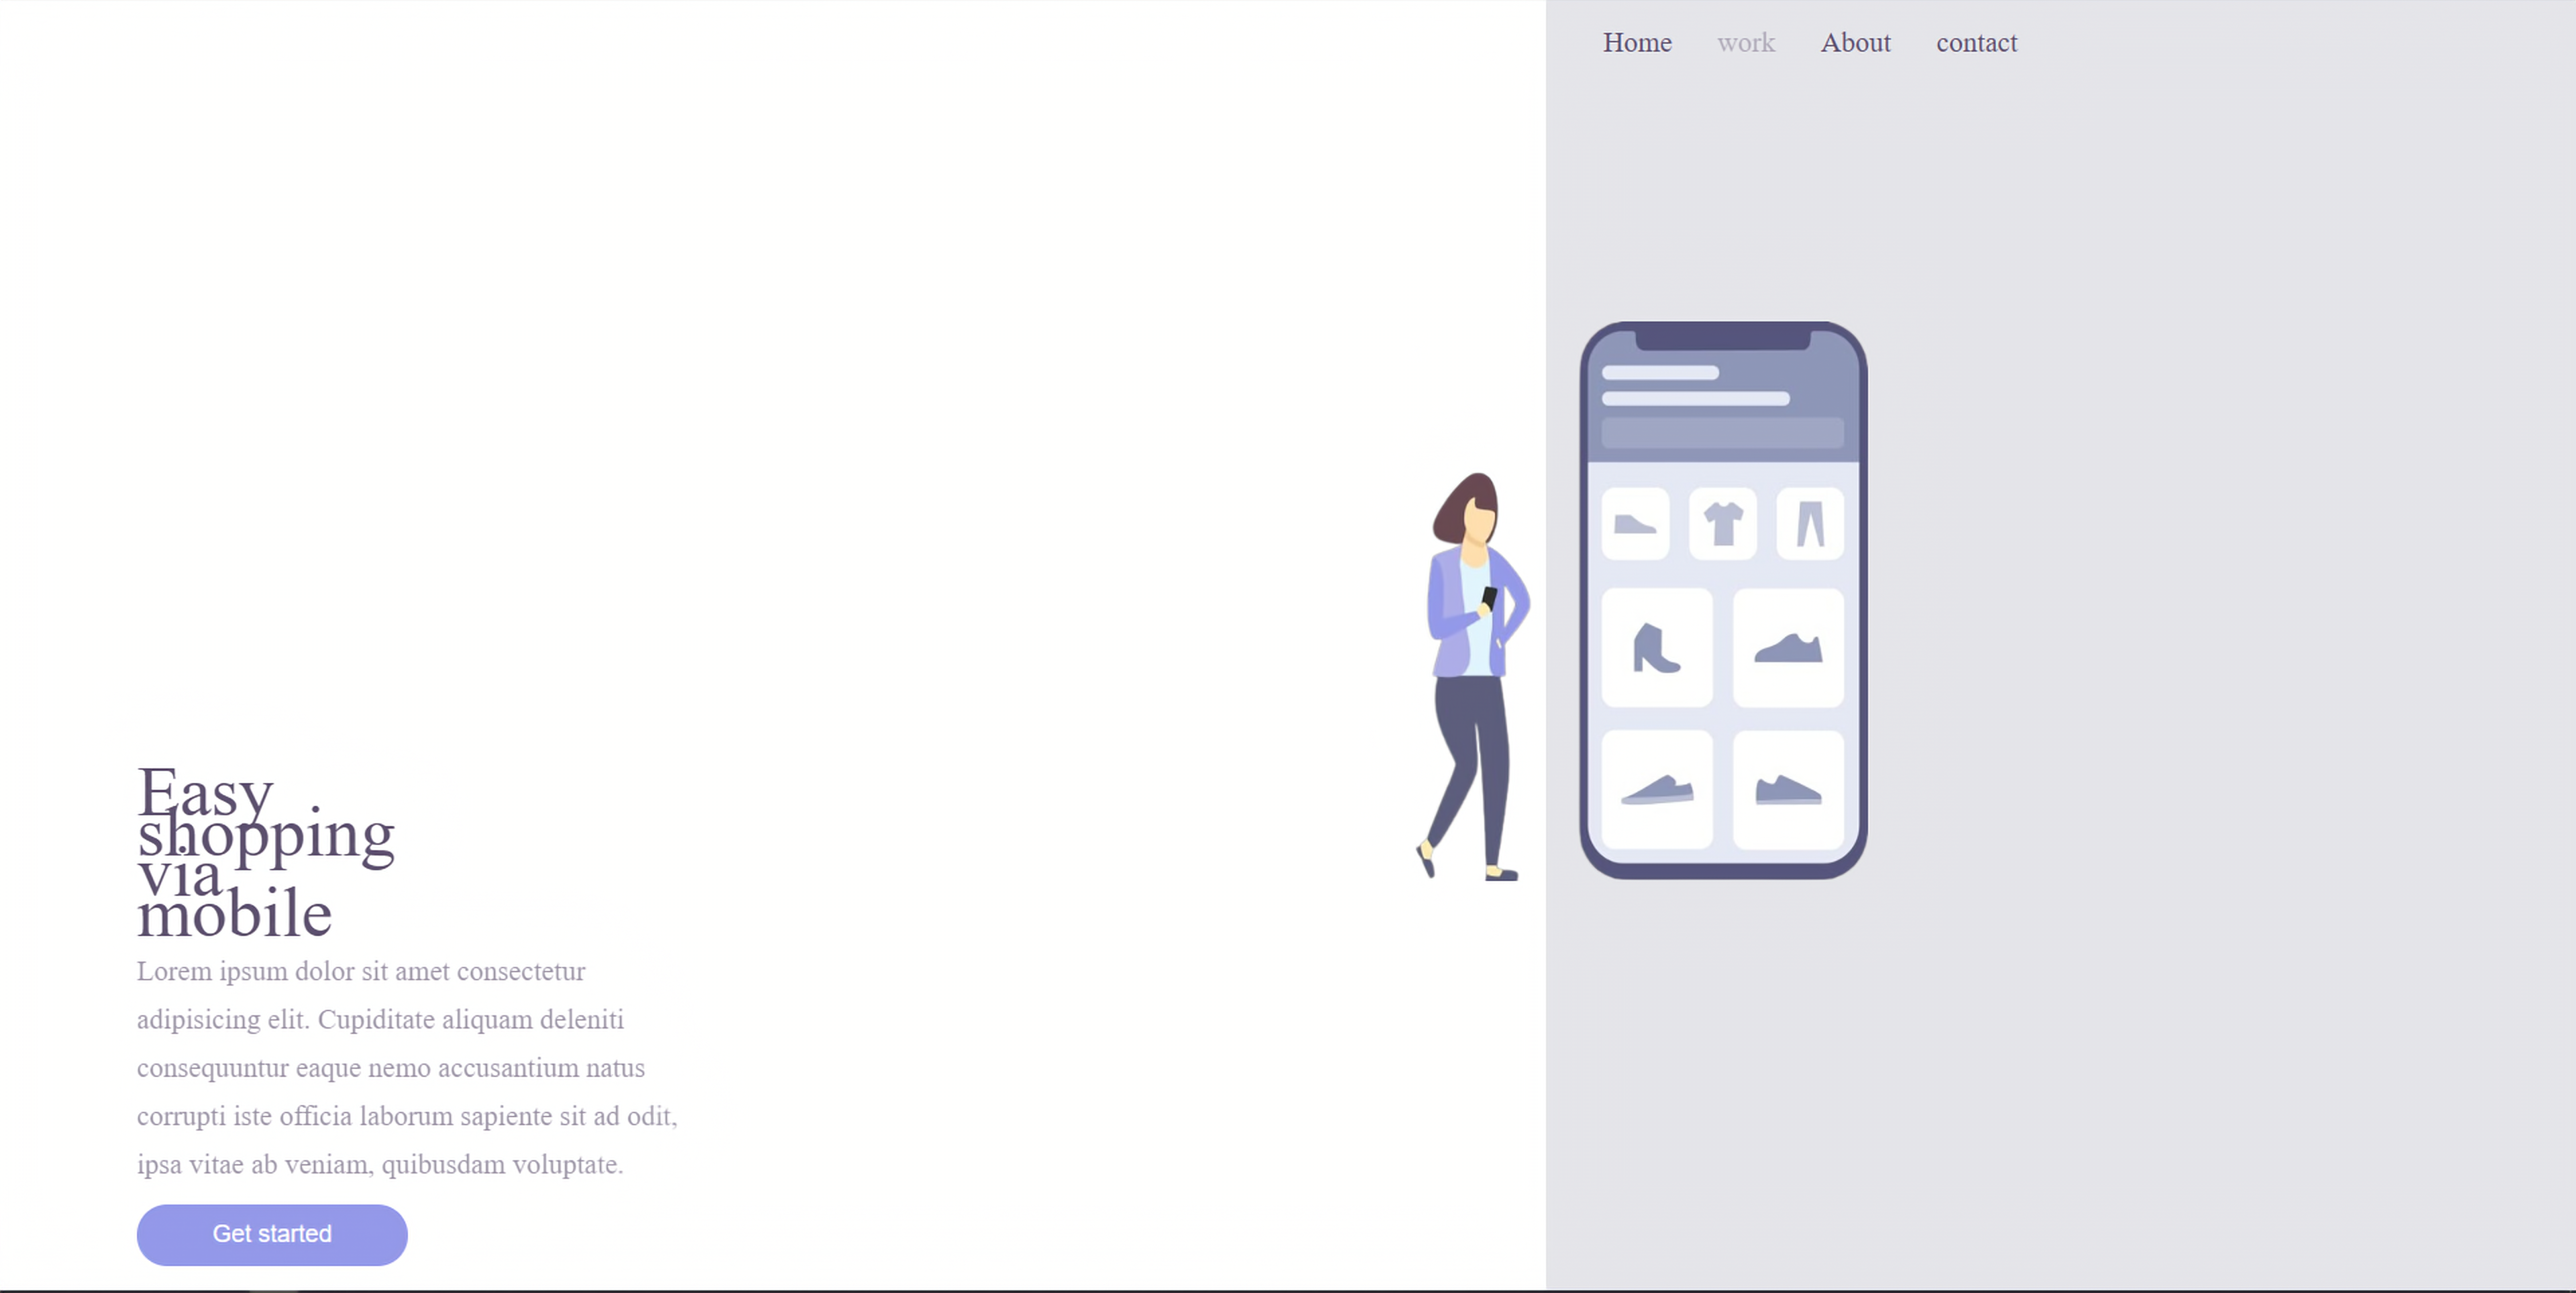 Home work About contact
Easy
shopping
via
mobile
Lorem ipsum dolor sit amet consectetur
adipisicing elit. Cupiditate aliquam deleniti
consequuntur eaque nemo accusantium natus
corrupti iste officia laborum sapiente sit ad odit,
ipsa vitae ab veniam, quibusdam voluptate.
Get started